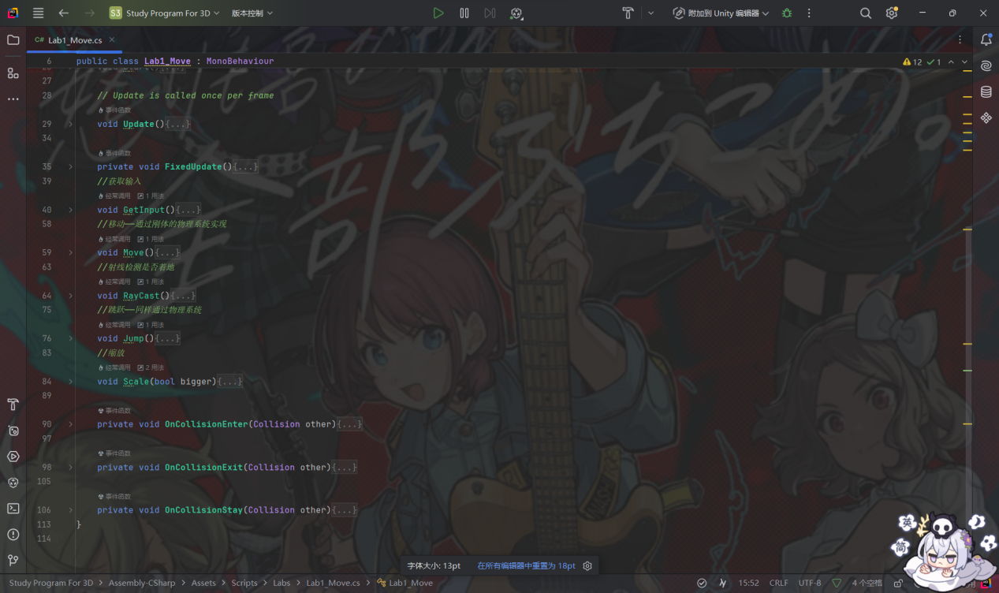 S3 Study Program For 3D 版本控制 附加到 Unity 编辑器
C# Lab1_Move.cs
6 public class Lab1_Move : MonoBehaviour 12 1
27
28 // Update is called once per frame
事件函数
29 void Update(){...}
34
事件函数
35 private void FixedUpdate(){...}
39 //获取输入
经常调用 1 用法
40 void GetInput(){...}
58 //移动——通过刚体的物理系统实现
经常调用 1 用法
59 void Move(){...}
63 //射线检测是否着地
经常调用 1 用法
64 void RayCast(){...}
75 //跳跃——同样通过物理系统
经常调用 1 用法
76 void Jump(){...}
83 //缩放
经常调用 2 用法
84 void Scale(bool bigger){...}
89
事件函数
90 private void OnCollisionEnter(Collision other){...}
97
事件函数
98 private void OnCollisionExit(Collision other){...}
105
事件函数
106 private void OnCollisionStay(Collision other){...}
113 }
114
英
简
字体大小: 13pt 在所有编辑器中重置为 18pt
Study Program For 3D Assembly-CSharp Assets Scripts Labs Lab1_Move.cs Lab1_Move 15:52 CRLF UTF-8 4 个空格